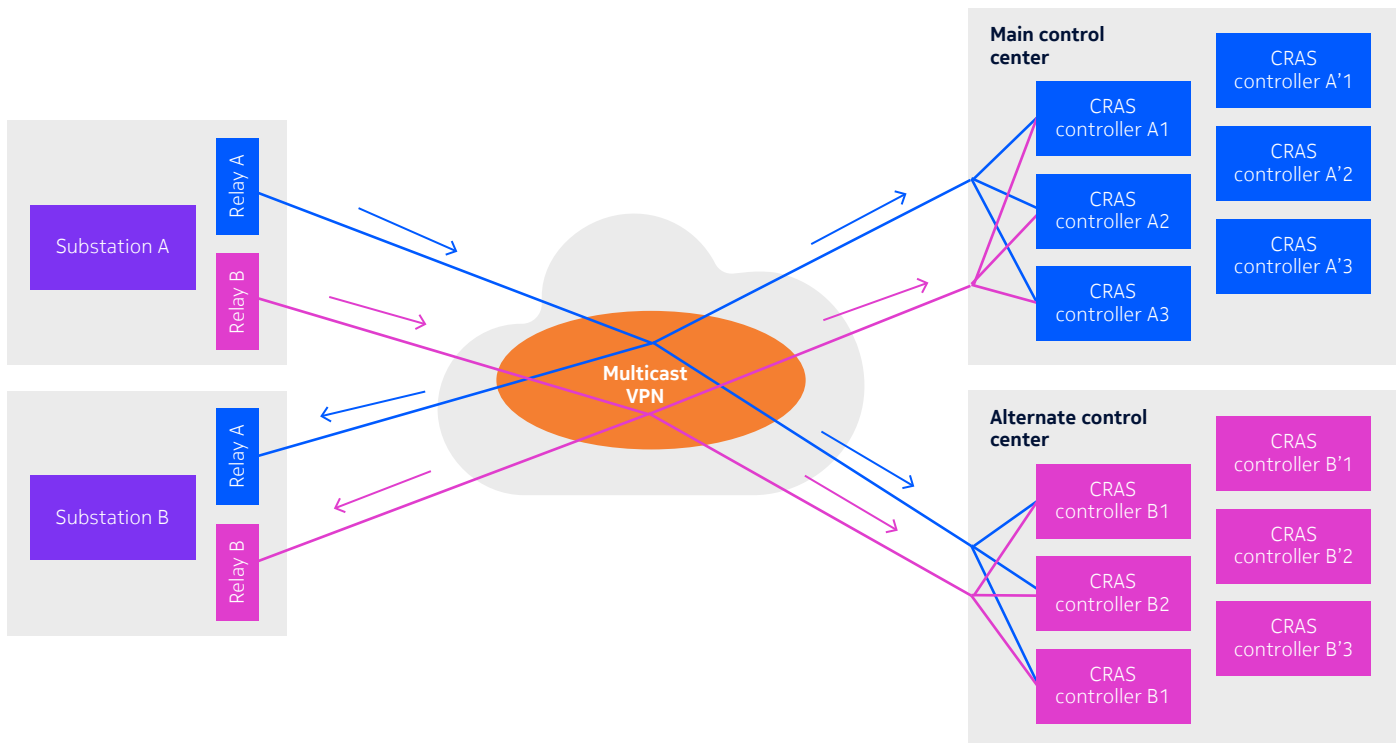 Substation A
Relay A
Relay B
Substation B
Relay A
Relay B
Multicast
VPN
Main control
center
CRAS
controller A1
CRAS
controller A2
CRAS
controller A3
CRAS
controller A’1
CRAS
controller A’2
CRAS
controller A’3
Alternate control
center
CRAS
controller B1
CRAS
controller B2
CRAS
controller B1
CRAS
controller B’1
CRAS
controller B’2
CRAS
controller B’3